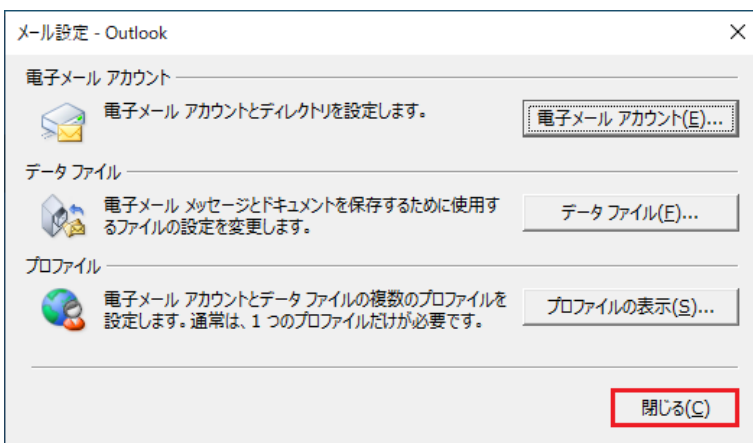 メール設定 - Outlook
電子メール アカウント
電子メール アカウントとディレクトリを設定します。
電子メール アカウント(E)...
データ ファイル
電子メール メッセージとドキュメントを保存するために使用す
るファイルの設定を変更します。
データ ファイル(F)...
プロファイル
電子メール アカウントとデータ ファイルの複数のプロファイルを
設定します。通常は、1 つのプロファイルだけが必要です。
プロファイルの表示(S)...
閉じる(C)